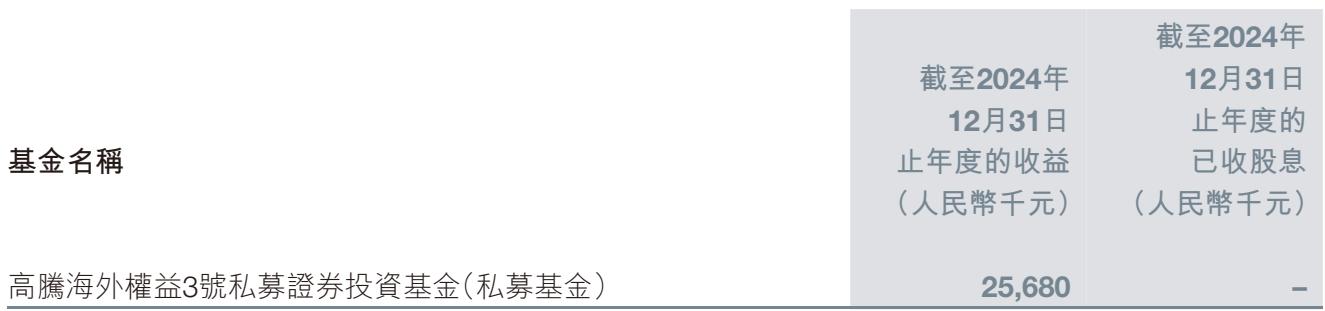 截至2024年
截至2024年 12月31日
12月31日 止年度的
基金名稱 止年度的收益 已收股息
（人民幣千元） （人民幣千元）
高騰海外權益3號私募證券投資基金（私募基金） 25,680 –